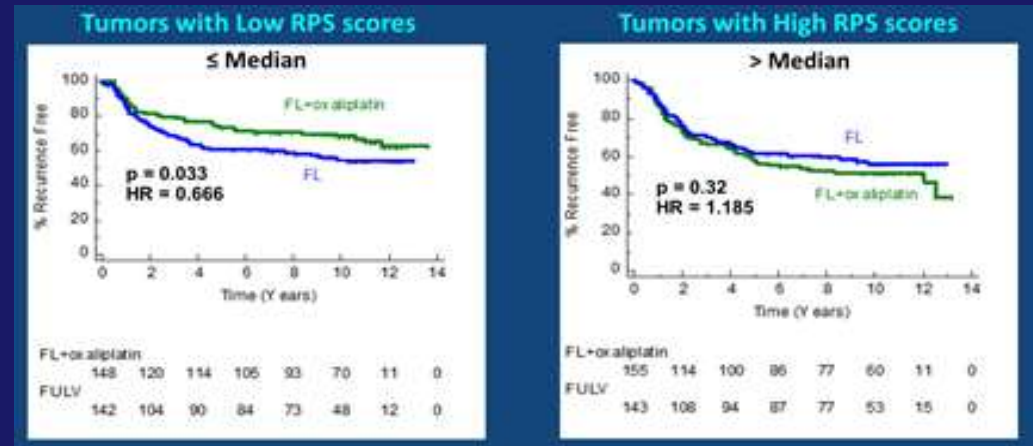 Tumors with Low RPS scores
≤ Median
100
80
60
40
20
0
% Recurrence Free
FL+oxaliplatin
FL
p = 0.033
HR = 0.666
0 2 4 6 8 10 12 14
Time (Years)
FL+oxaliplatin
148 120 114 105 93 70 11 0
FULV
142 104 90 84 73 48 12 0
Tumors with High RPS scores
> Median
100
80
60
40
20
0
% Recurrence Free
FL
FL+oxaliplatin
p = 0.32
HR = 1.185
0 2 4 6 8 10 12 14
Time (Years)
FL+oxaliplatin
155 114 100 86 77 60 11 0
FULV
143 108 94 87 77 53 15 0